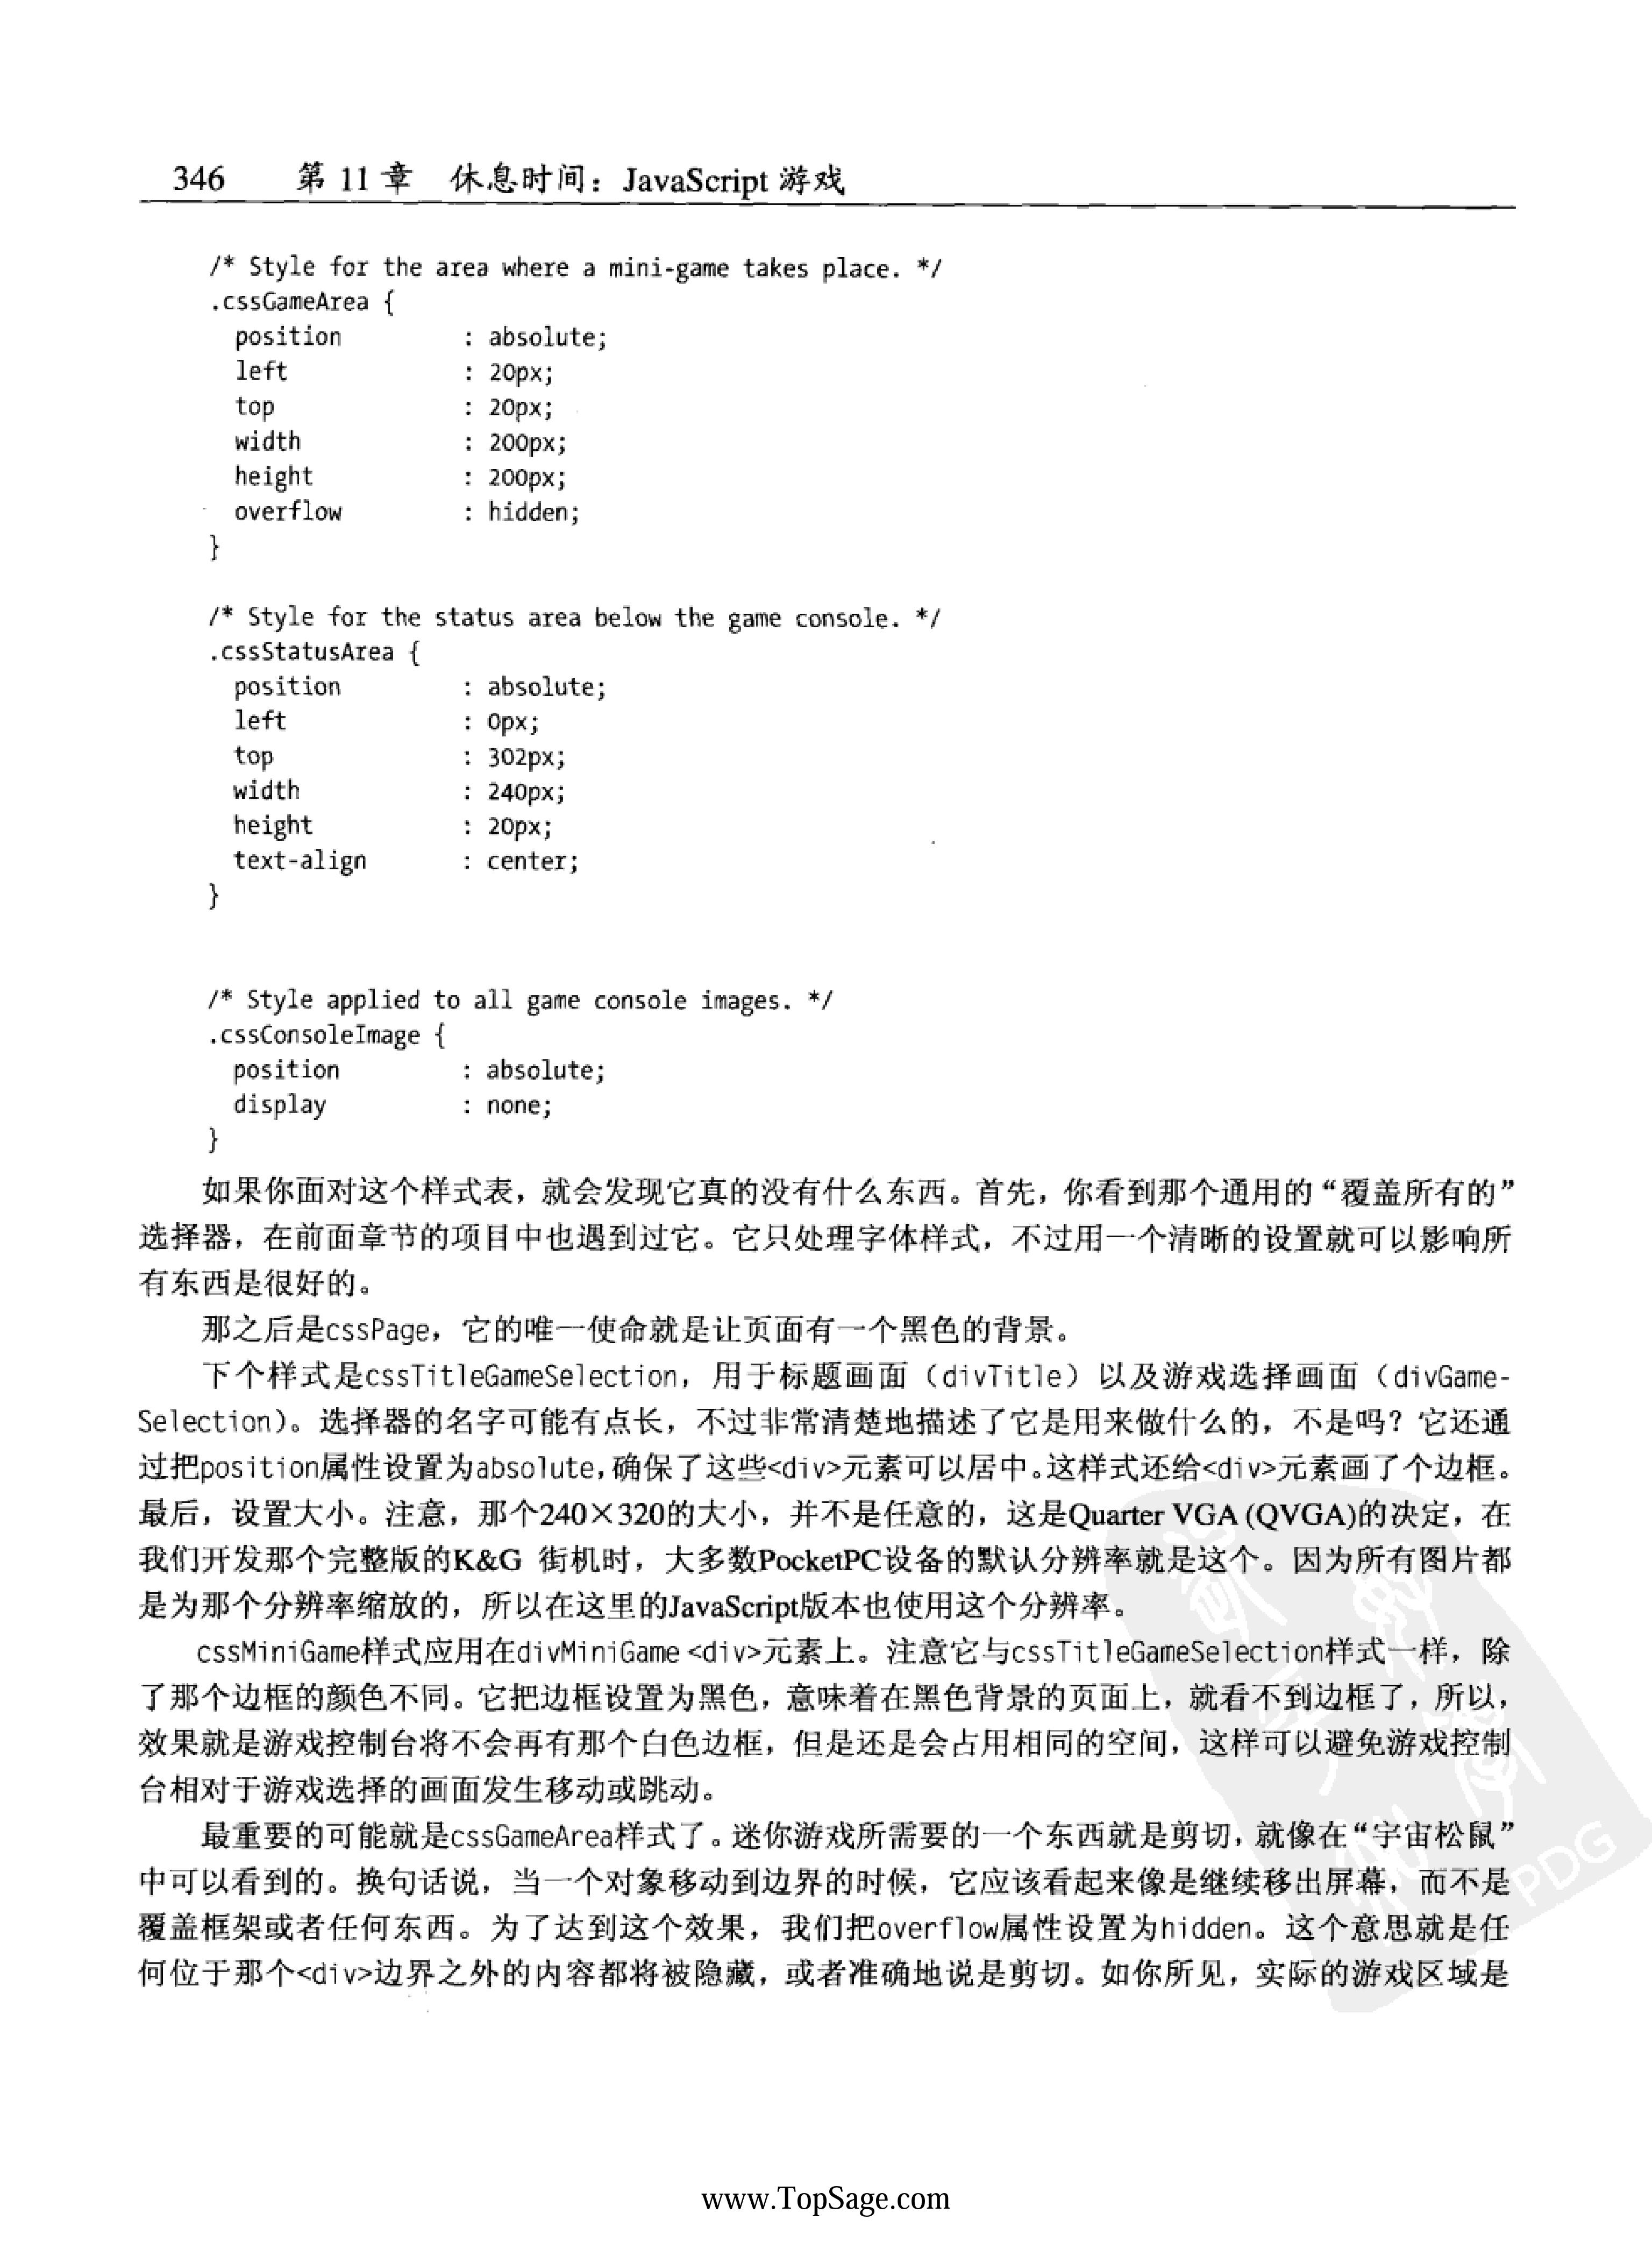 346 第 11 章 休息时间：JavaScript 游戏
/* Style for the area where a mini-game takes place. */
.cssGameArea {
position : absolute;
left : 20px;
top : 20px;
width : 200px;
height : 200px;
overflow : hidden;
}
/* Style for the status area below the game console. */
.cssStatusArea {
position : absolute;
left : 0px;
top : 302px;
width : 240px;
height : 20px;
text-align : center;
}
/* Style applied to all game console images. */
.cssConsoleImage {
position : absolute;
display : none;
}
如果你面对这个样式表，就会发现它真的没有什么东西。首先，你看到那个通用的“覆盖所有的”
选择器，在前面章节的项目中也遇到过它。它只处理字体样式，不过用一个清晰的设置就可以影响所
有东西是很好的。
那之后是cssPage，它的唯一使命就是让页面有一个黑色的背景。
下个样式是cssTitleGameSelection，用于标题画面（divTitle）以及游戏选择画面（divGame-
Selection）。选择器的名字可能有点长，不过非常清楚地描述了它是用来做什么的，不是吗？它还通
过把position属性设置为absolute，确保了这些<div>元素可以居中。这样式还给<div>元素画了个边框。
最后，设置大小。注意，那个240×320的大小，并不是任意的，这是Quarter VGA (QVGA)的决定，在
我们开发那个完整版的K&G 街机时，大多数PocketPC设备的默认分辨率就是这个。因为所有图片都
是为那个分辨率缩放的，所以在这里的JavaScript版本也使用这个分辨率。
cssMiniGame样式应用在divMiniGame <div>元素上。注意它与cssTitleGameSelection样式一样，除
了那个边框的颜色不同。它把边框设置为黑色，意味着在黑色背景的页面上，就看不到边框了，所以，
效果就是游戏控制台将不会再有那个白色边框，但是还是会占用相同的空间，这样可以避免游戏控制
台相对于游戏选择的画面发生移动或跳动。
最重要的可能就是cssGameArea样式了。迷你游戏所需要的一个东西就是剪切，就像在“宇宙松鼠”
中可以看到的。换句话说，当一个对象移动到边界的时候，它应该看起来像是继续移出屏幕，而不是
覆盖框架或者任何东西。为了达到这个效果，我们把overflow属性设置为hidden。这个意思就是任
何位于那个<div>边界之外的内容都将被隐藏，或者准确地说是剪切。如你所见，实际的游戏区域是
PDG
www.TopSage.com